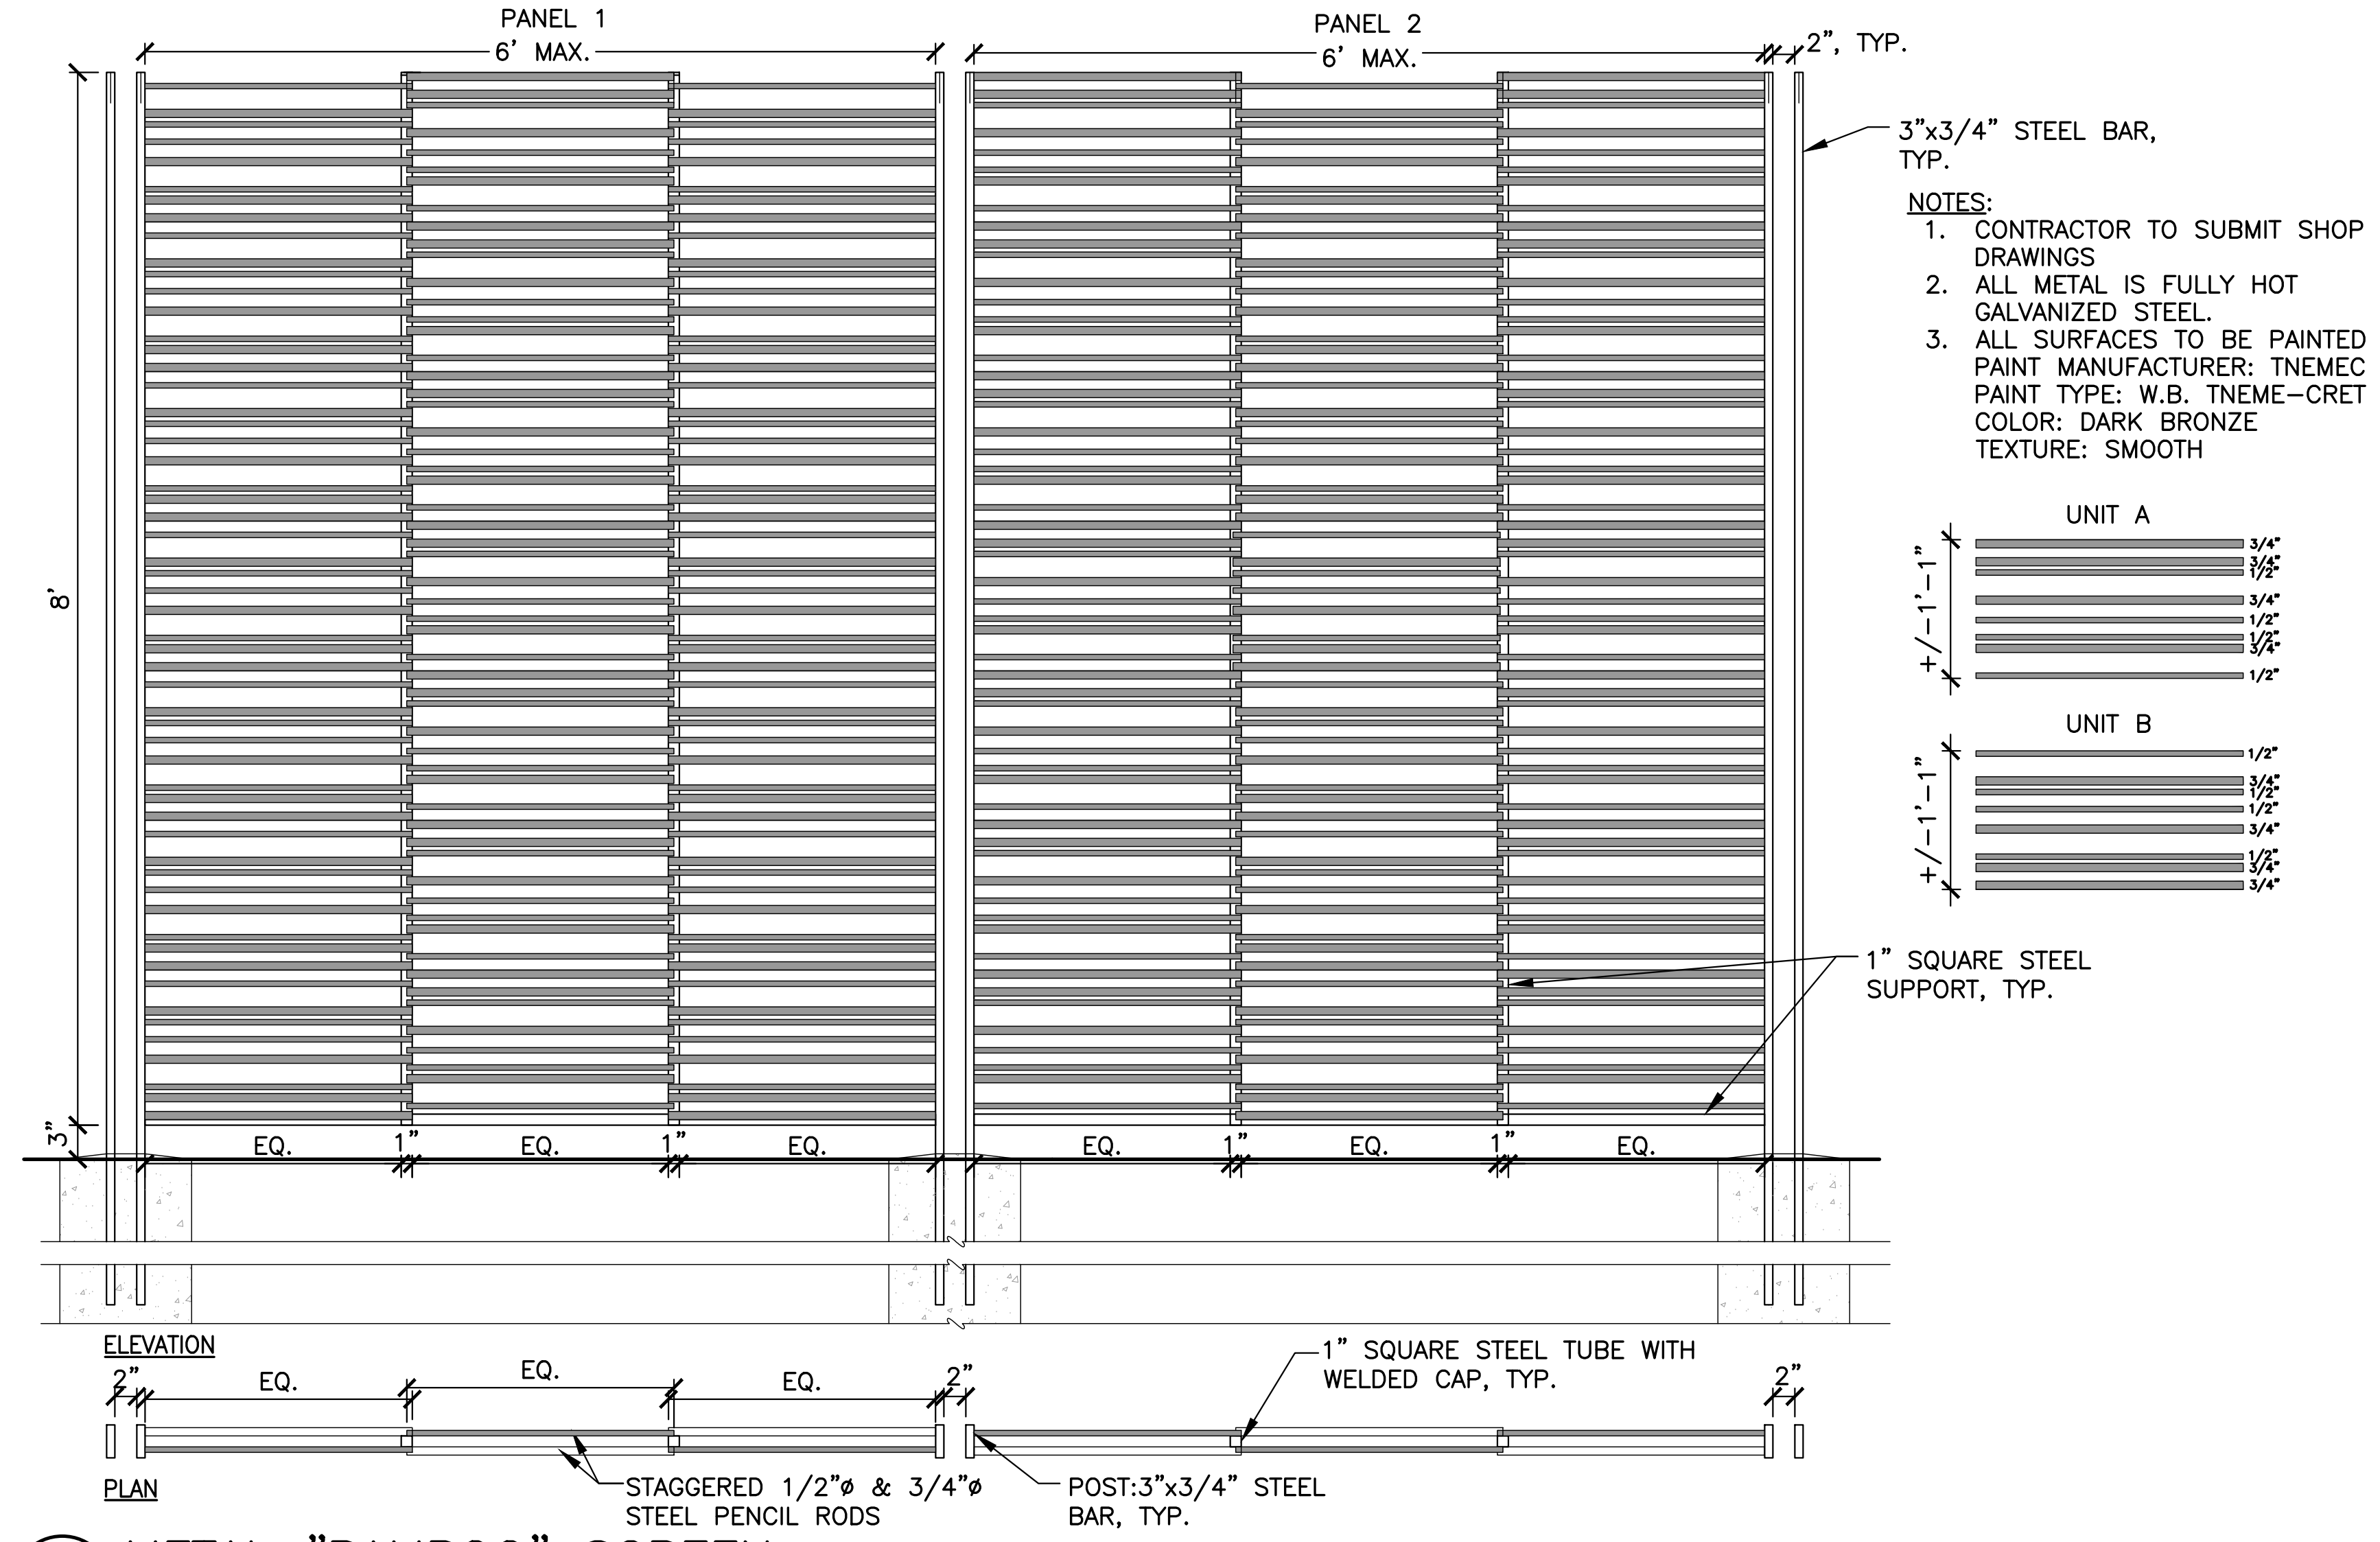 PANEL 1
6' MAX.
PANEL 2
6' MAX.
2", TYP.
3"x3/4" STEEL BAR,
TYP.
NOTES:
1. CONTRACTOR TO SUBMIT SHOP
DRAWINGS
2. ALL METAL IS FULLY HOT
GALVANIZED STEEL.
3. ALL SURFACES TO BE PAINTED
PAINT MANUFACTURER: TNEMEC
PAINT TYPE: W.B. TNEME-CRET
COLOR: DARK BRONZE
TEXTURE: SMOOTH
UNIT A
+/-1'-1"
3/4"
3/4"
1/2"
3/4"
1/2"
1/2"
3/4"
1/2"
UNIT B
+/-1'-1"
1/2"
3/4"
1/2"
1/2"
3/4"
1/2"
3/4"
3/4"
8'
3"
1" SQUARE STEEL
SUPPORT, TYP.
EQ. 1" EQ. 1" EQ. EQ. 1" EQ. 1" EQ.
ELEVATION
2" EQ. EQ. EQ. 2" 2"
1" SQUARE STEEL TUBE WITH
WELDED CAP, TYP.
PLAN
STAGGERED 1/2"ø & 3/4"ø
STEEL PENCIL RODS
POST:3"x3/4" STEEL
BAR, TYP.